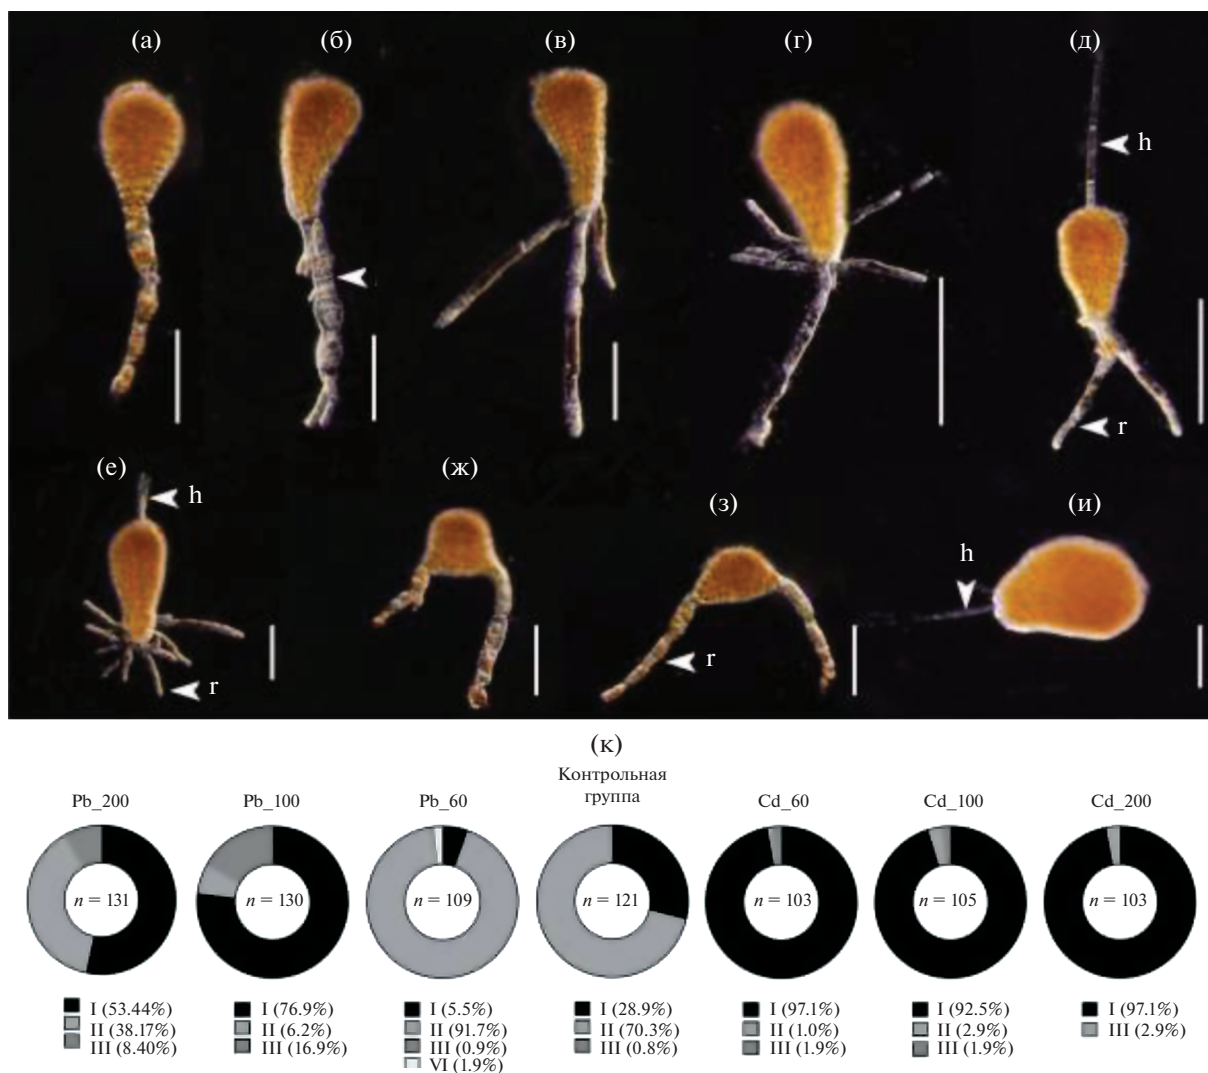 (а) (б) (в) (г) (д)
h
r
(е) (ж) (з) (и)
h
h
r
r
(к)
Контрольная
группа
Pb_200 Pb_100 Pb_60 Cd_60 Cd_100 Cd_200
n = 131 n = 130 n = 109 n = 121 n = 103 n = 105 n = 103
I (53.44%) I (76.9%) I (5.5%) I (28.9%) I (97.1%) I (92.5%) I (97.1%)
II (38.17%) II (6.2%) II (91.7%) II (70.3%) II (1.0%) II (2.9%) III (2.9%)
III (8.40%) III (16.9%) III (0.9%) III (0.8%) III (1.9%) III (1.9%)
VI (1.9%)